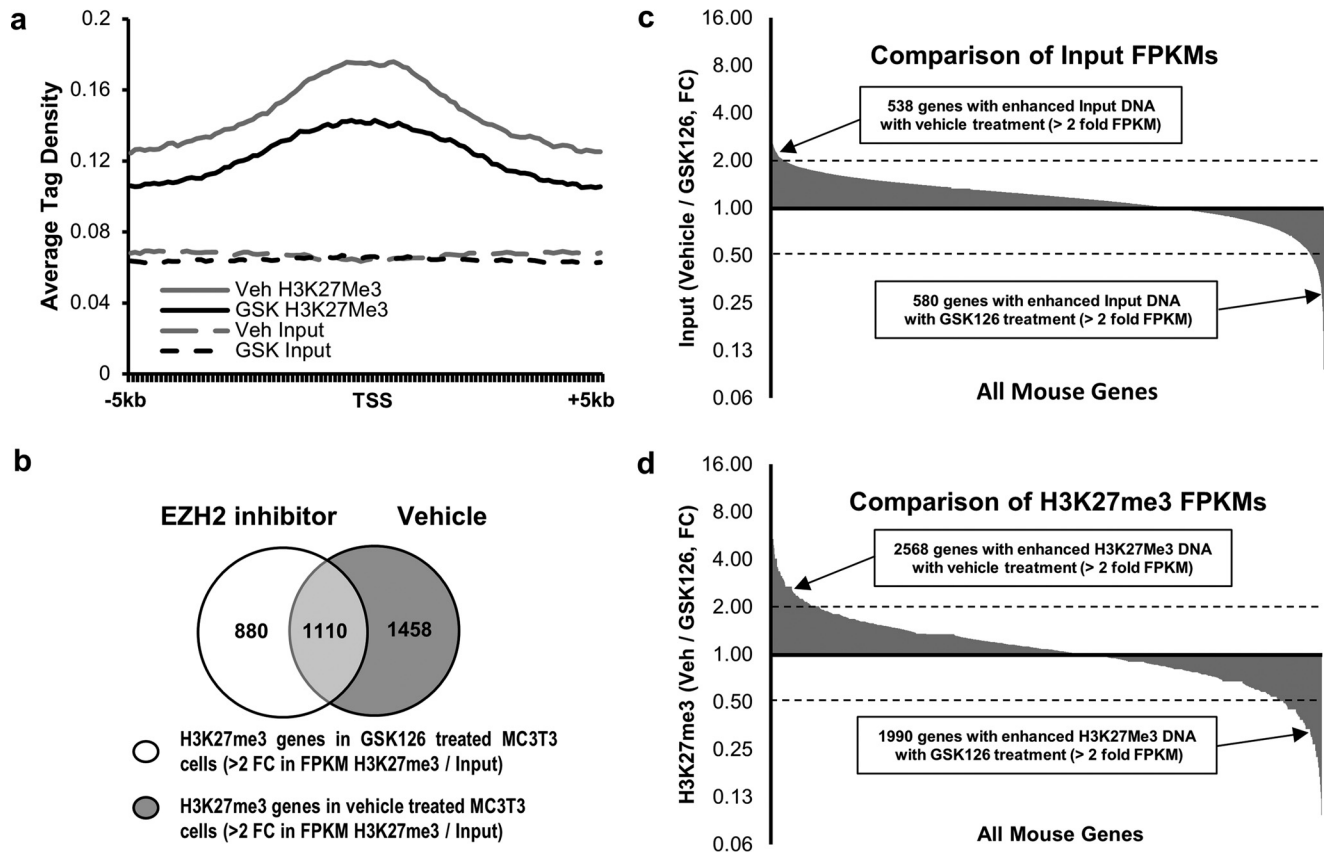 a
0.2
0.16
0.12
0.08
0.04
0
Average Tag Density
Veh H3K27Me3
GSK H3K27Me3
Veh Input
GSK Input
-5kb
TSS
+5kb
b
EZH2 inhibitor
Vehicle
880
1110
1458
H3K27me3 genes in GSK126 treated MC3T3
cells (>2 FC in FPKM H3K27me3 / Input)
H3K27me3 genes in vehicle treated MC3T3
cells (>2 FC in FPKM H3K27me3 / Input)
c
16.00
8.00
4.00
2.00
1.00
0.50
0.25
0.13
0.06
Input (Vehicle / GSK126, FC)
Comparison of Input FPKMs
538 genes with enhanced Input DNA
with vehicle treatment (> 2 fold FPKM)
580 genes with enhanced Input DNA
with GSK126 treatment (> 2 fold FPKM)
All Mouse Genes
d
16.00
8.00
4.00
2.00
1.00
0.50
0.25
0.13
0.06
H3K27me3 (Veh / GSK126, FC)
Comparison of H3K27me3 FPKMs
2568 genes with enhanced H3K27Me3 DNA
with vehicle treatment (> 2 fold FPKM)
1990 genes with enhanced H3K27Me3 DNA
with GSK126 treatment (> 2 fold FPKM)
All Mouse Genes